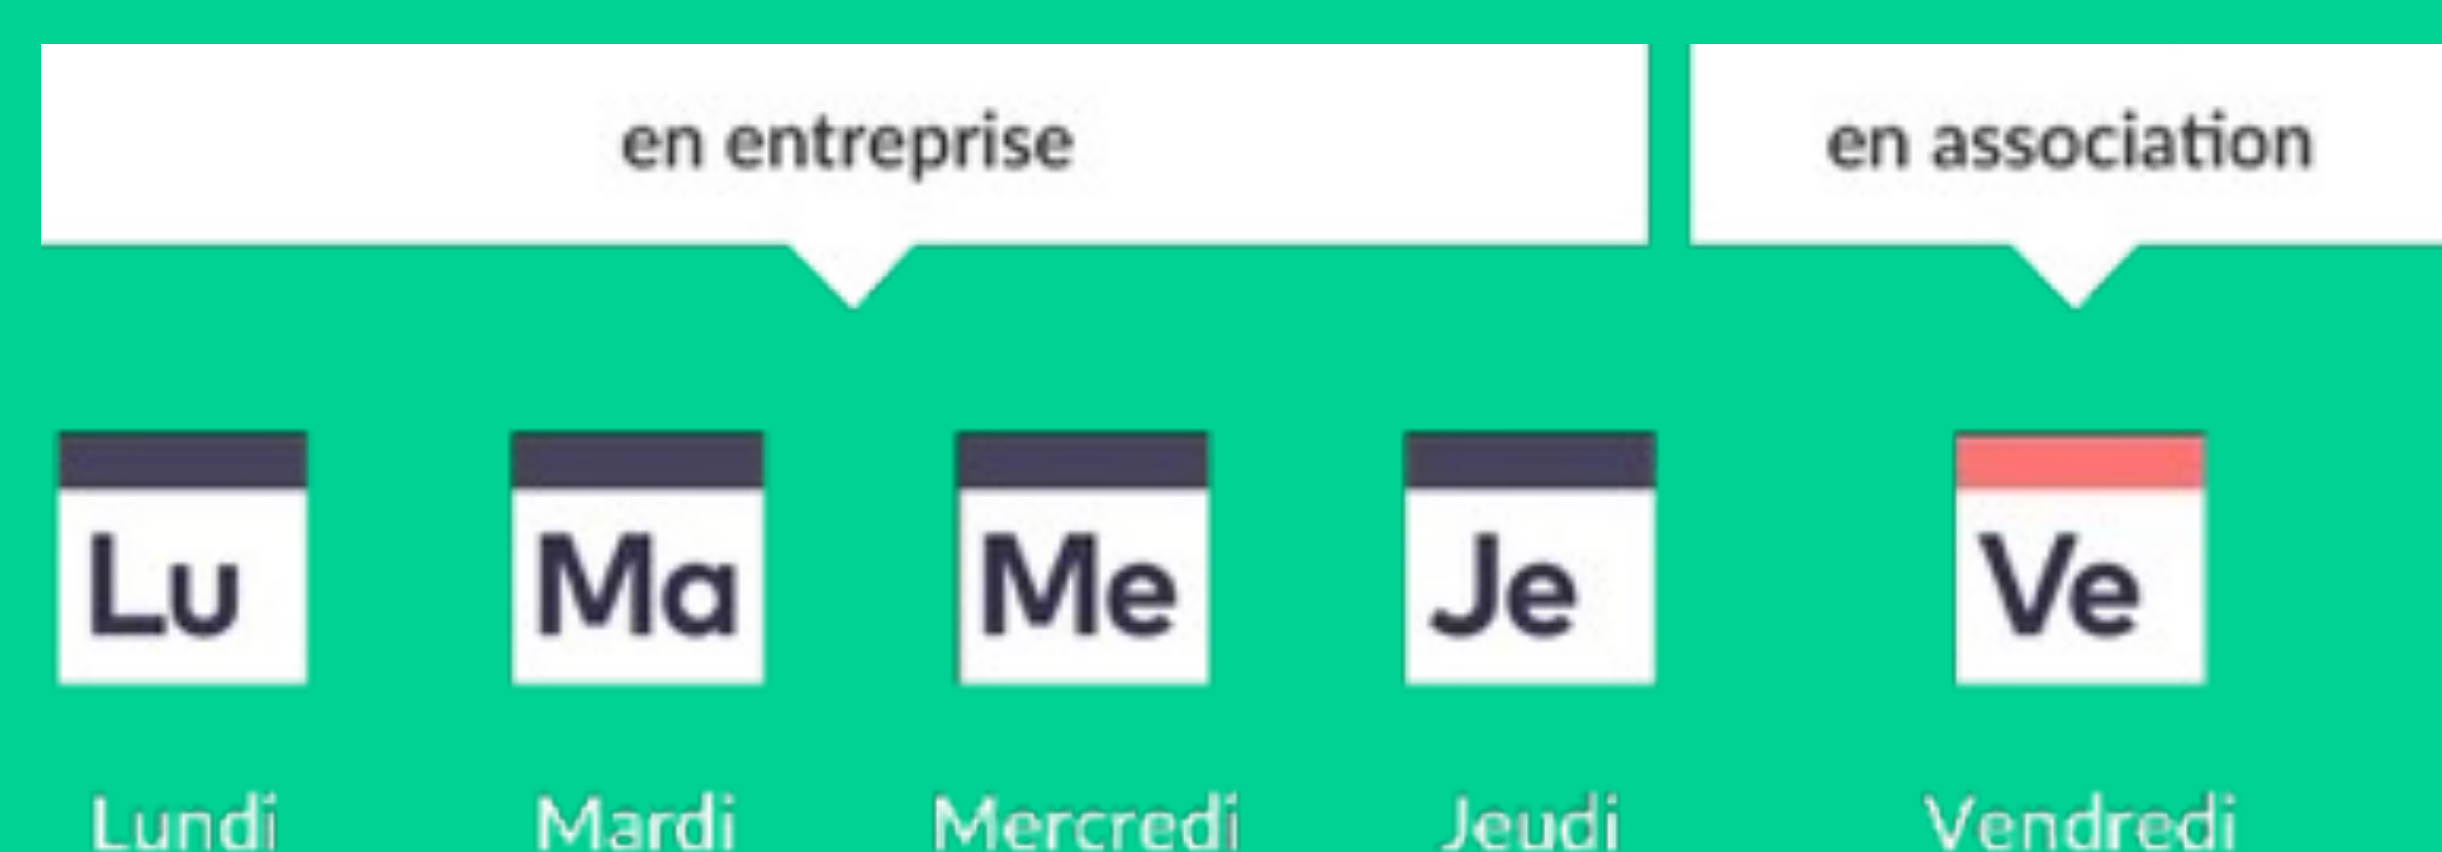 en entreprise en association
Lu Ma Me Je Ve
Lundi Mardi Mercredi Jeudi Vendredi